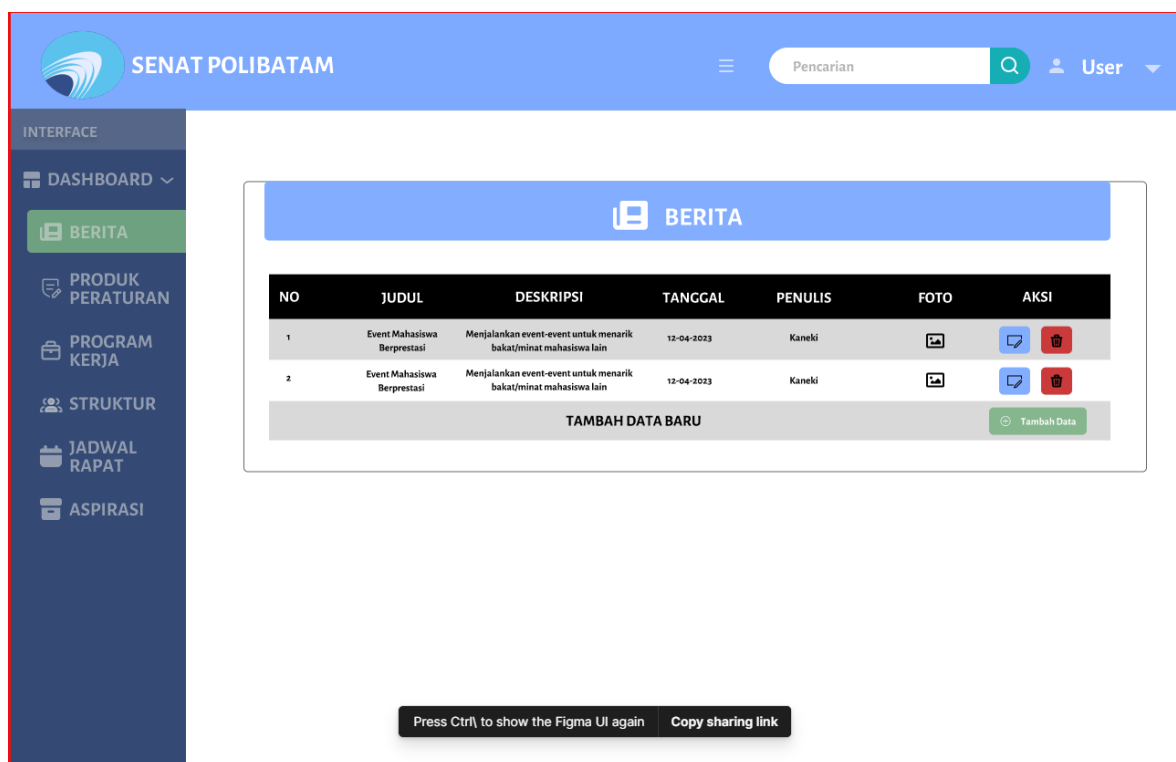 SENAT POLIBATAM
Pencarian
User
INTERFACE
DASHBOARD
BERITA
PRODUK
PERATURAN
PROGRAM
KERJA
STRUKTUR
JADWAL
RAPAT
ASPIRASI
BERITA
NO JUDUL DESKRIPSI TANGGAL PENULIS FOTO AKSI
1 Event Mahasiswa Berprestasi Menjalankan event-event untuk menarik bakat/minat mahasiswa lain 12-04-2023 Kaneki
2 Event Mahasiswa Berprestasi Menjalankan event-event untuk menarik bakat/minat mahasiswa lain 12-04-2023 Kaneki
TAMBAH DATA BARU Tambah Data
Press Ctrl\ to show the Figma UI again Copy sharing link